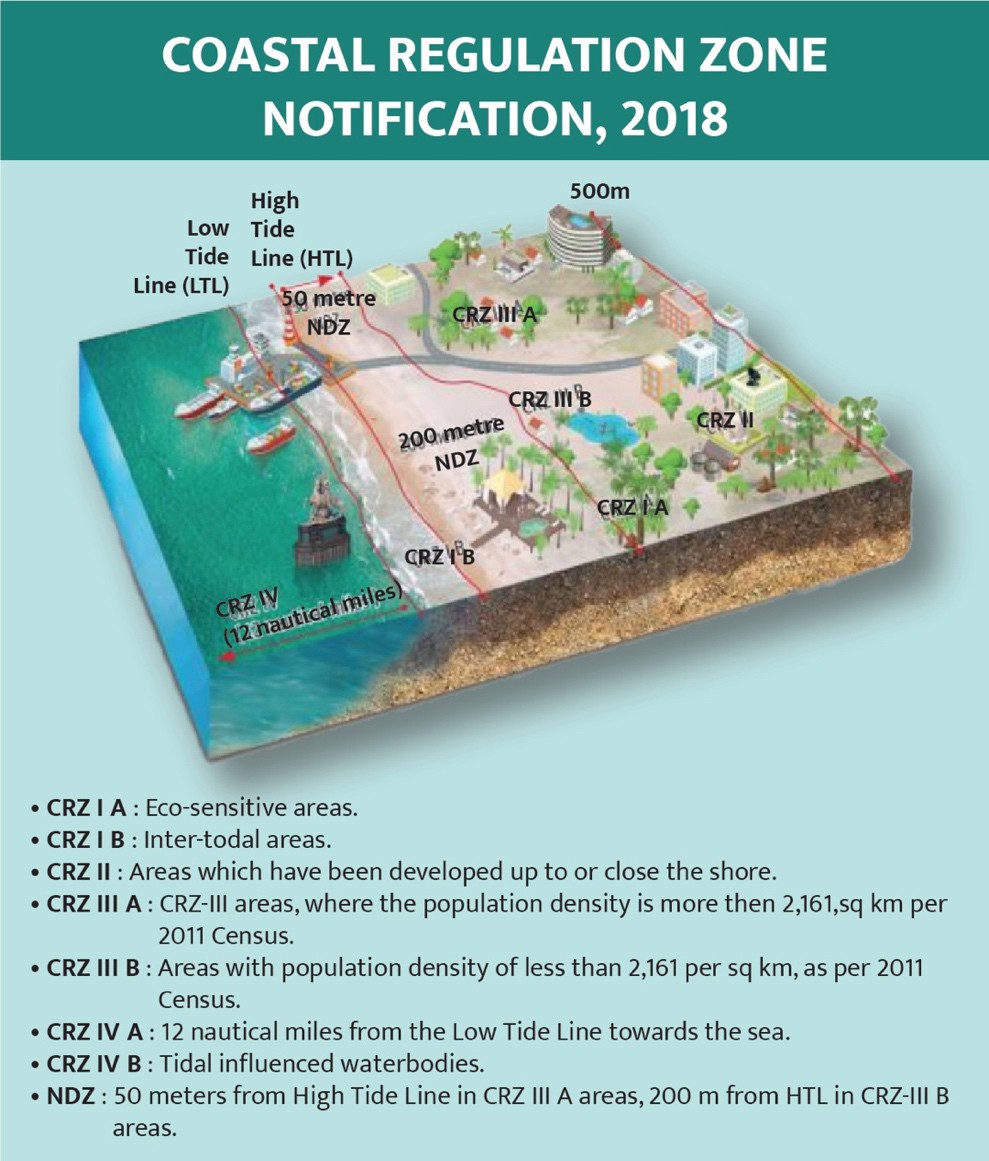 COASTAL REGULATION ZONE
NOTIFICATION, 2018
500m
High
Tide
Line (HTL)
Low
Tide
Line (LTL)
50 metre
NDZ
CRZ III A
CRZ III B
200 metre
NDZ
CRZ II
CRZ I A
CRZ I B
CRZ IV
(12 nautical miles)
• CRZ I A : Eco-sensitive areas.
• CRZ I B : Inter-todal areas.
• CRZ II : Areas which have been developed up to or close the shore.
• CRZ III A : CRZ-III areas, where the population density is more then 2,161,sq km per
2011 Census.
• CRZ III B : Areas with population density of less than 2,161 per sq km, as per 2011
Census.
• CRZ IV A : 12 nautical miles from the Low Tide Line towards the sea.
• CRZ IV B : Tidal influenced waterbodies.
• NDZ : 50 meters from High Tide Line in CRZ III A areas, 200 m from HTL in CRZ-III B
areas.